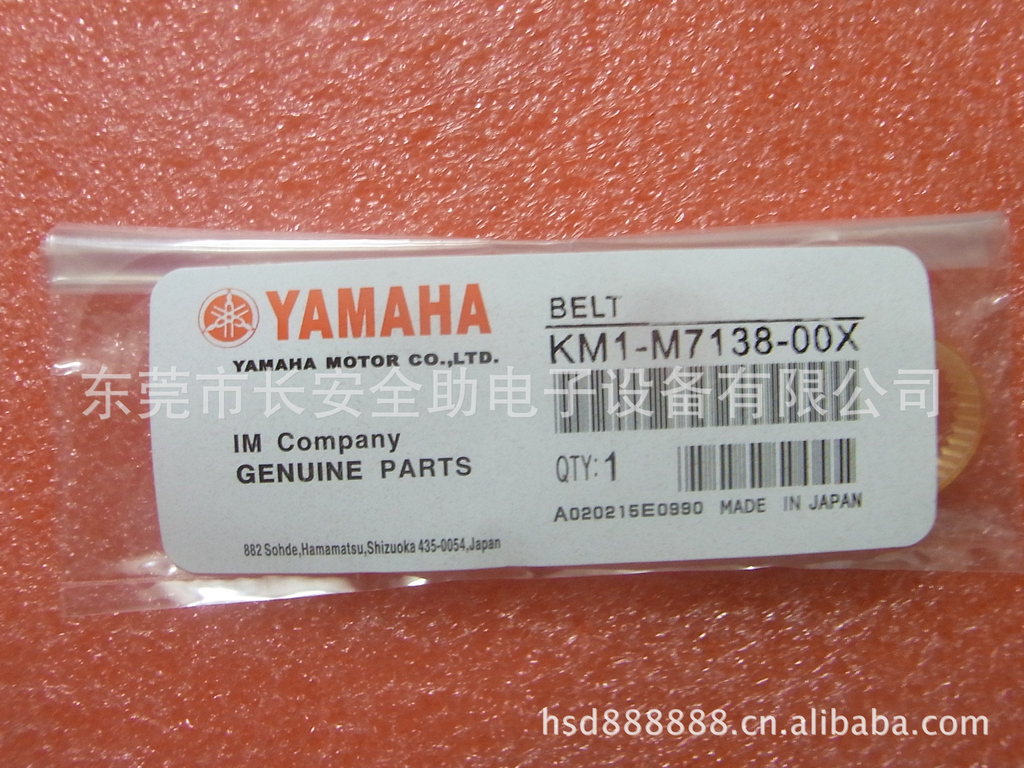 YAMAHA
YAMAHA MOTOR CO.,LTD.
IM Company
GENUINE PARTS
882 Sohde,Hamamatsu,Shizuoka 435-0054,Japan
BELT
KM1-M7138-00X
QTY: 1
A020215E0990 MADE IN JAPAN
东莞市长安全助电子设备有限公司
hsd888888.cn.alibaba.com